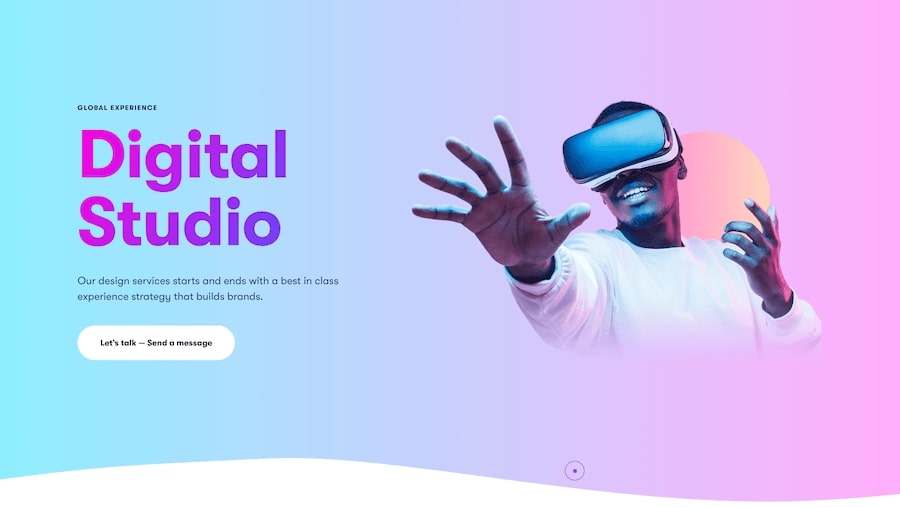 GLOBAL EXPERIENCE
Digital
Studio
Our design services starts and ends with a best in class
experience strategy that builds brands.
Let's talk — Send a message